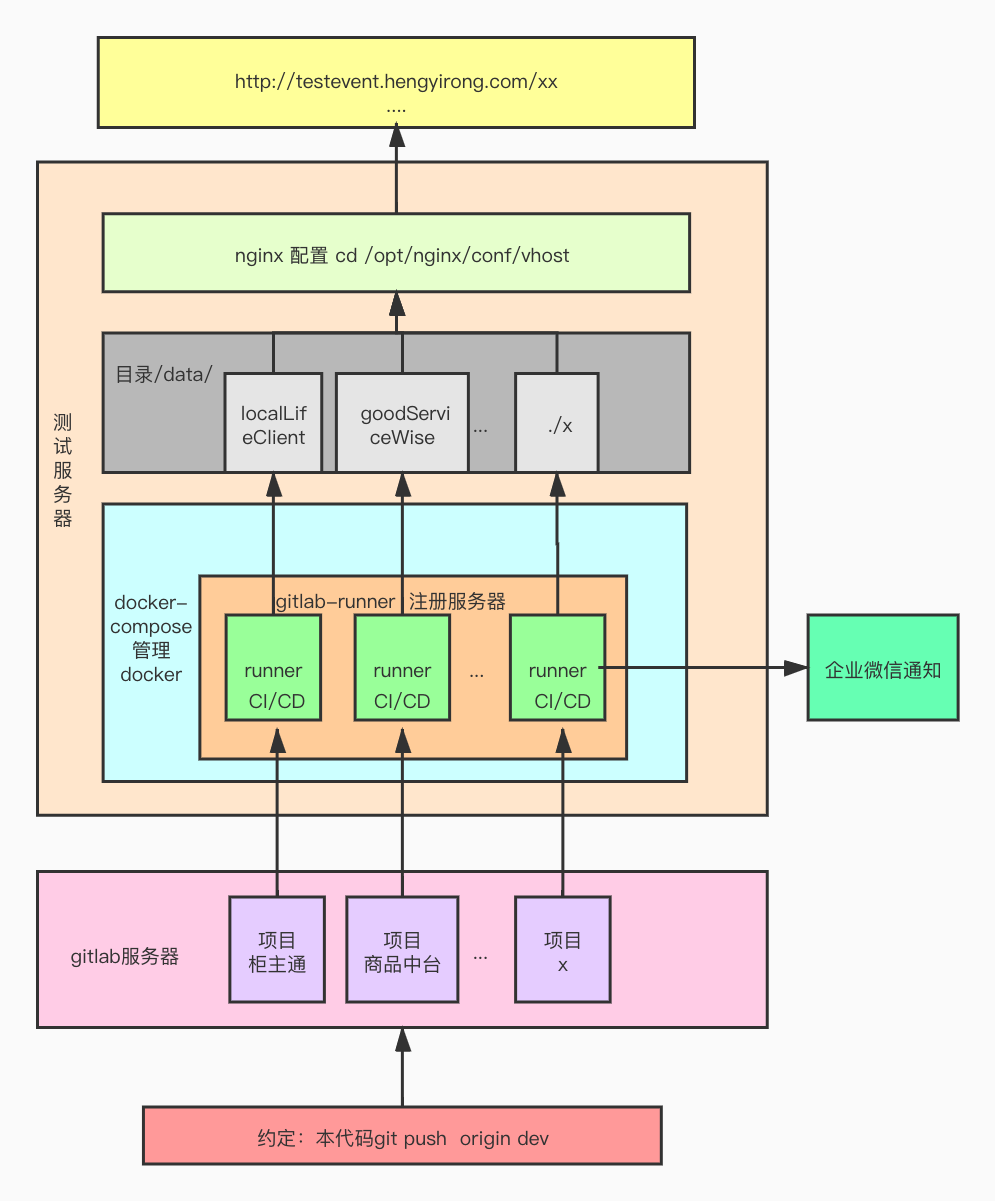 http://testevent.hengyirong.com/xx
....
nginx 配置 cd /opt/nginx/conf/vhost
目录/data/
localLif
eClient
goodServi
ceWise
...
./x
测
试
服
务
器
docker-
compose
管理
docker
gitlab-runner 注册服务器
runner
CI/CD
runner
CI/CD
...
runner
CI/CD
企业微信通知
gitlab服务器
项目
柜主通
项目
商品中台
...
项目
x
约定：本代码git push  origin dev